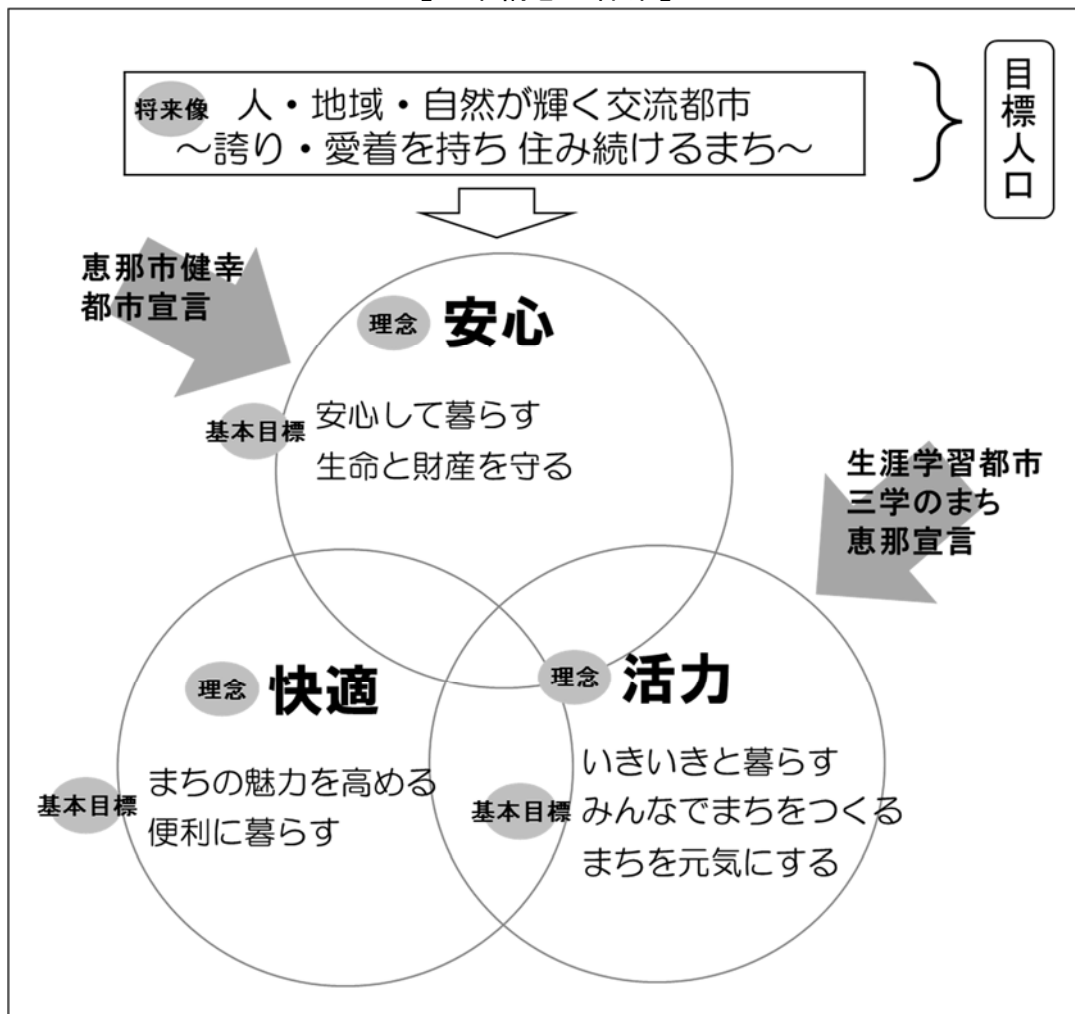 将来像 人・地域・自然が輝く交流都市
～誇り・愛着を持ち 住み続けるまち～
目標人口
恵那市健幸
都市宣言
理念 安心
基本目標 安心して暮らす
生命と財産を守る
生涯学習都市
三学のまち
恵那宣言
理念 快適
基本目標 まちの魅力を高める
便利に暮らす
理念 活力
基本目標 いきいきと暮らす
みんなでまちをつくる
まちを元気にする